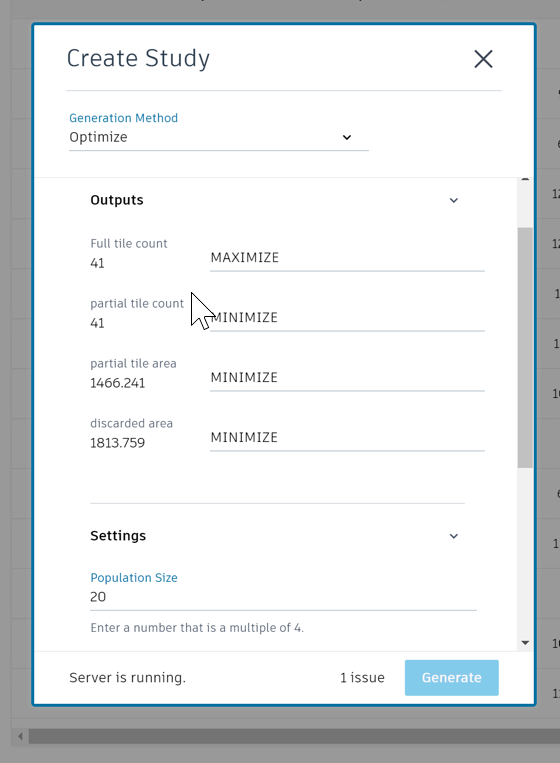 Create Study
Generation Method
Optimize
Outputs
Full tile count
41
MAXIMIZE
partial tile count
41
MINIMIZE
partial tile area
1466.241
MINIMIZE
discarded area
1813.759
MINIMIZE
Settings
Population Size
20
Enter a number that is a multiple of 4.
Server is running.
1 issue
Generate